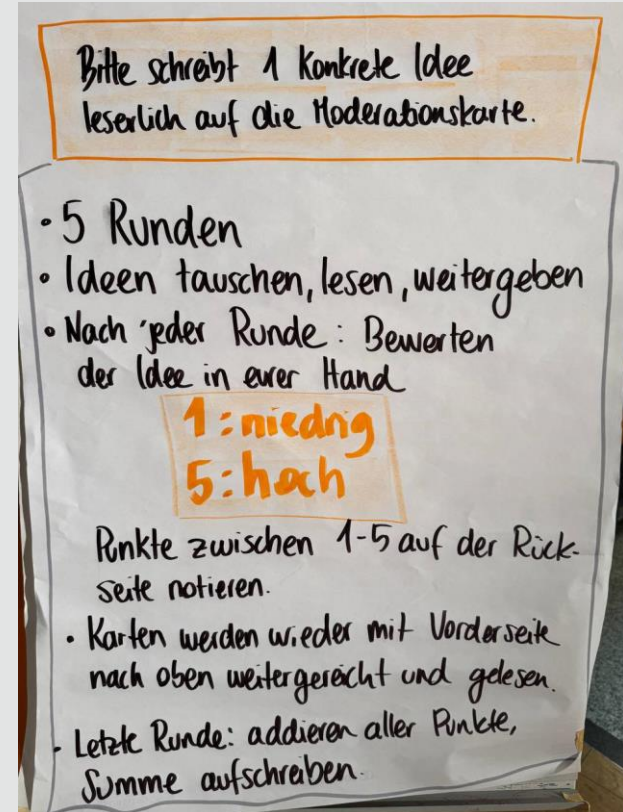 Bitte schreibt 1 konkrete Idee
leserlich auf die Moderationskarte.
• 5 Runden
• Ideen tauschen, lesen, weitergeben
• Nach jeder Runde: Bewerten
der Idee in eurer Hand
1: niedrig
5: hoch
Punkte zwischen 1-5 auf der Rück-
seite notieren.
• Karten werden wieder mit Vorderseite
nach oben weitergereicht und gelesen.
- Letzte Runde: addieren aller Punkte,
Summe aufschreiben.